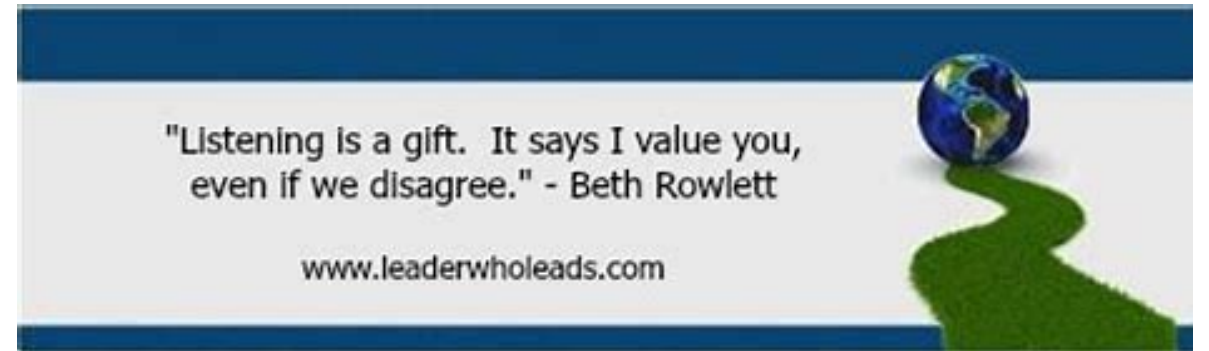 "Listening is a gift.  It says I value you,
even if we disagree." - Beth Rowlett
www.leaderwholeads.com